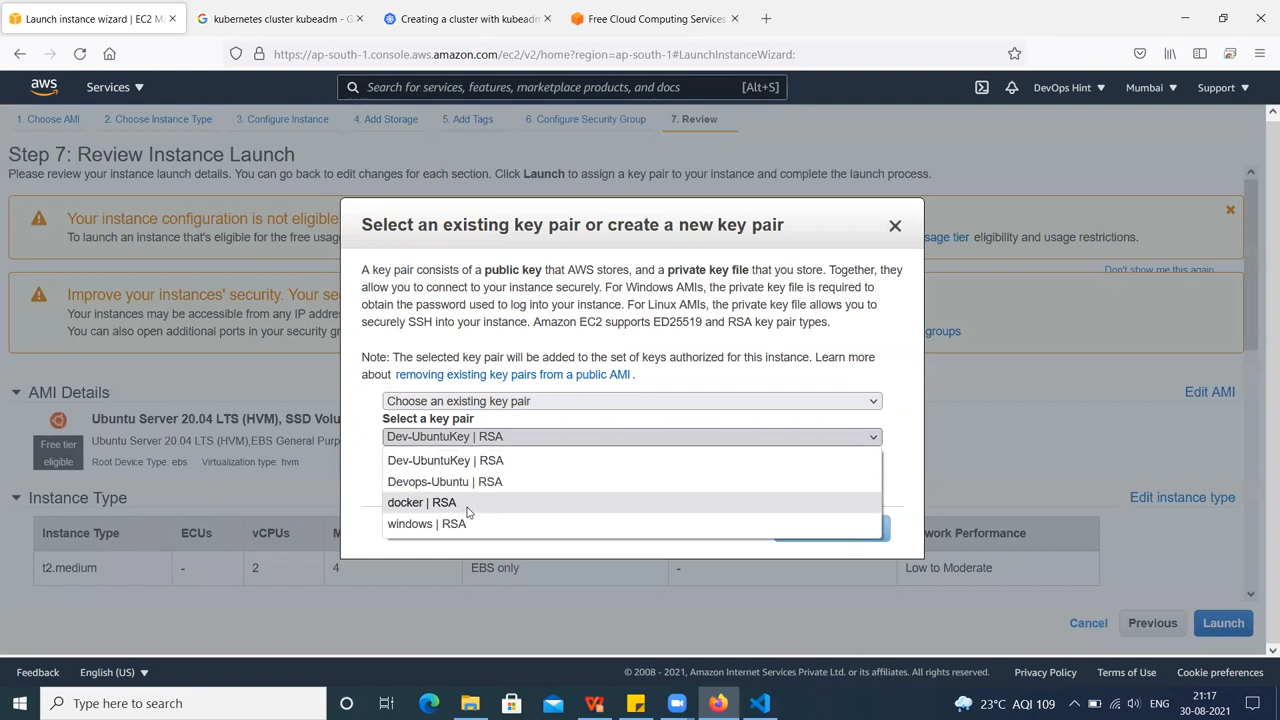 Launch instance wizard | EC2 M
kubernetes cluster kubeadm - G
Creating a cluster with kubeadm
Free Cloud Computing Services
https://ap-south-1.console.aws.amazon.com/ec2/v2/home?region=ap-south-1#LaunchInstanceWizard:
aws
Services
Search for services, features, marketplace products, and docs
[Alt+S]
DevOps Hint
Mumbai
Support
1. Choose AMI
2. Choose Instance Type
3. Configure Instance
4. Add Storage
5. Add Tags
6. Configure Security Group
7. Review
Step 7: Review Instance Launch
Please review your instance launch details. You can go back to edit changes for each section. Click Launch to assign a key pair to your instance and complete the launch process.
Your instance configuration is not eligible
To launch an instance that's eligible for the free usag
sage tier eligibility and usage restrictions.
Don't show me this again
Improve your instances' security. Your
Your instances may be accessible from any IP addre
You can also open additional ports in your security gr
groups
Select an existing key pair or create a new key pair
A key pair consists of a public key that AWS stores, and a private key file that you store. Together, they
allow you to connect to your instance securely. For Windows AMIs, the private key file is required to
obtain the password used to log into your instance. For Linux AMIs, the private key file allows you to
securely SSH into your instance. Amazon EC2 supports ED25519 and RSA key pair types.
Note: The selected key pair will be added to the set of keys authorized for this instance. Learn more
about removing existing key pairs from a public AMI .
Choose an existing key pair
Select a key pair
Dev-UbuntuKey | RSA
Dev-UbuntuKey | RSA
Devops-Ubuntu | RSA
docker | RSA
windows | RSA
AMI Details
Edit AMI
Ubuntu Server 20.04 LTS (HVM), SSD Volu
Free tier
eligible
Ubuntu Server 20.04 LTS (HVM),EBS General Purp
Root Device Type: ebs
Virtualization type: hvm
Instance Type
Edit instance type
Instance Type
ECUs
vCPUs
M
work Performance
t2.medium
-
2
4
EBS only
-
Low to Moderate
Cancel
Previous
Launch
Feedback
English (US)
© 2008 - 2021, Amazon Internet Services Private Ltd. or its affiliates. All rights reserved.
Privacy Policy
Terms of Use
Cookie preferences
Type here to search
23°C AQI 109
21:17
30-08-2021